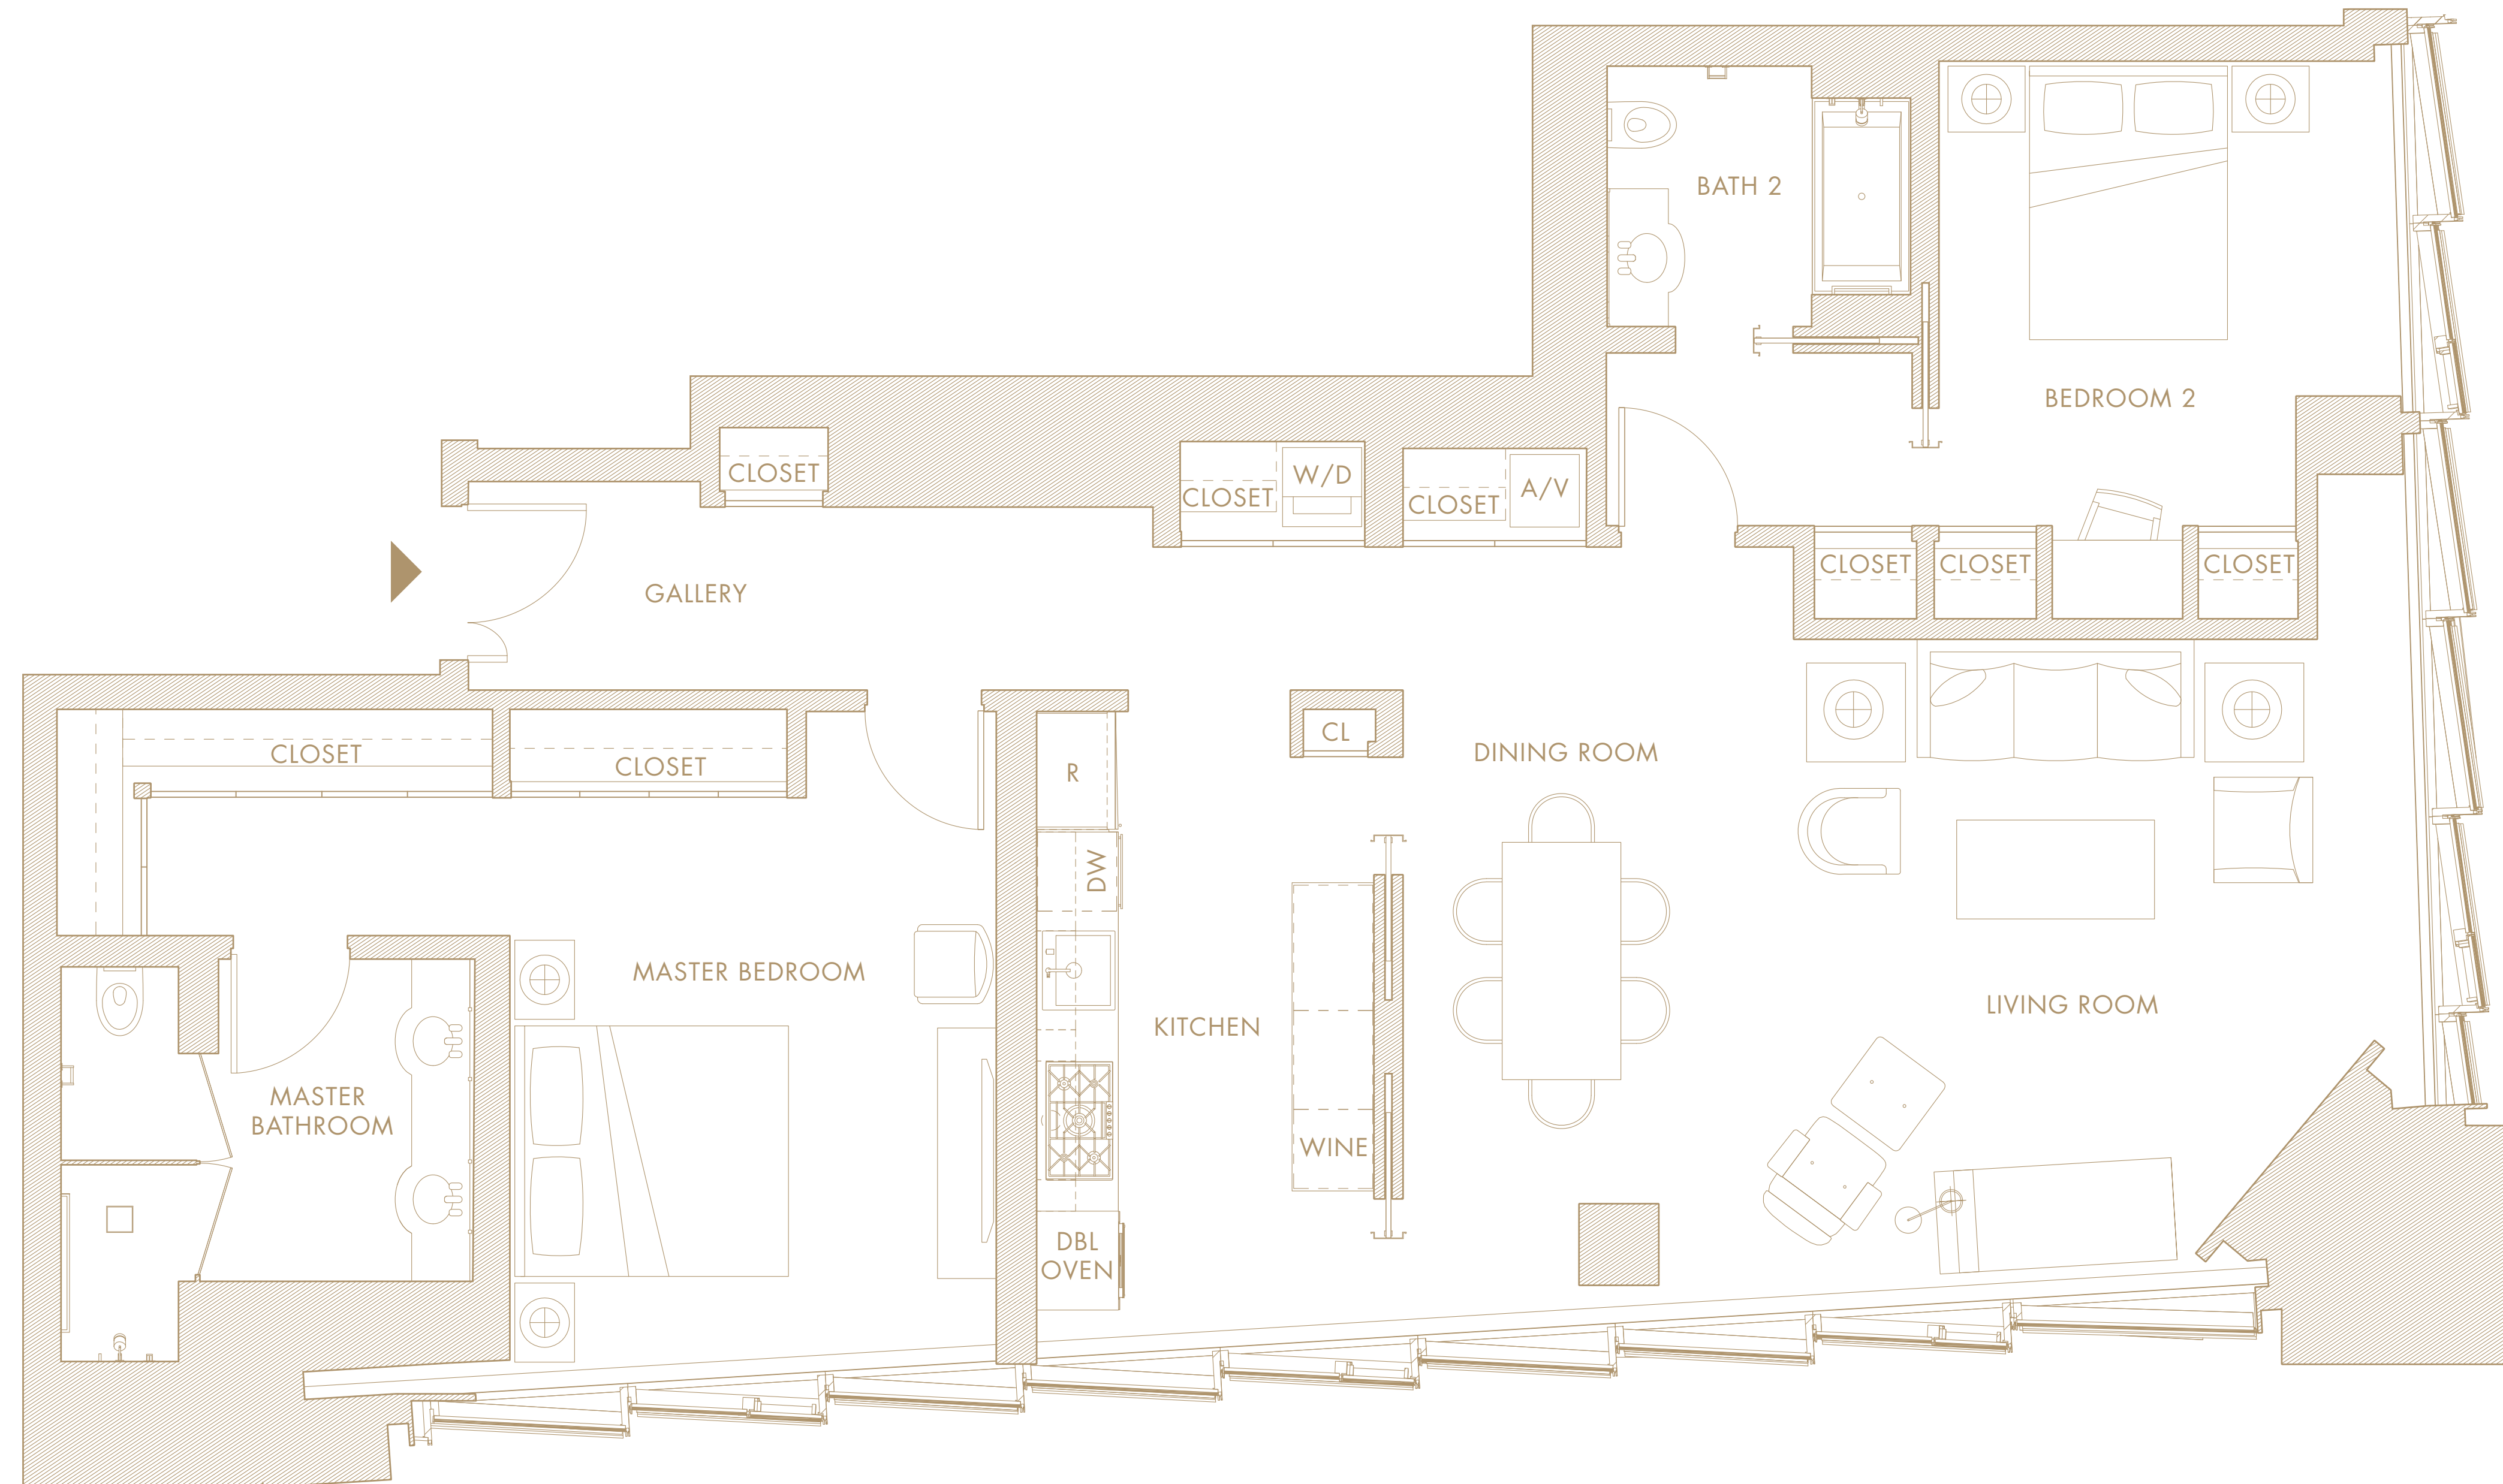 BATH 2
BEDROOM 2
CLOSET
CLOSET
W/D
CLOSET
A/V
CLOSET
CLOSET
CLOSET
GALLERY
CLOSET
CLOSET
R
CL
DINING ROOM
DW
MASTER BEDROOM
KITCHEN
LIVING ROOM
MASTER
BATHROOM
WINE
DBL
OVEN